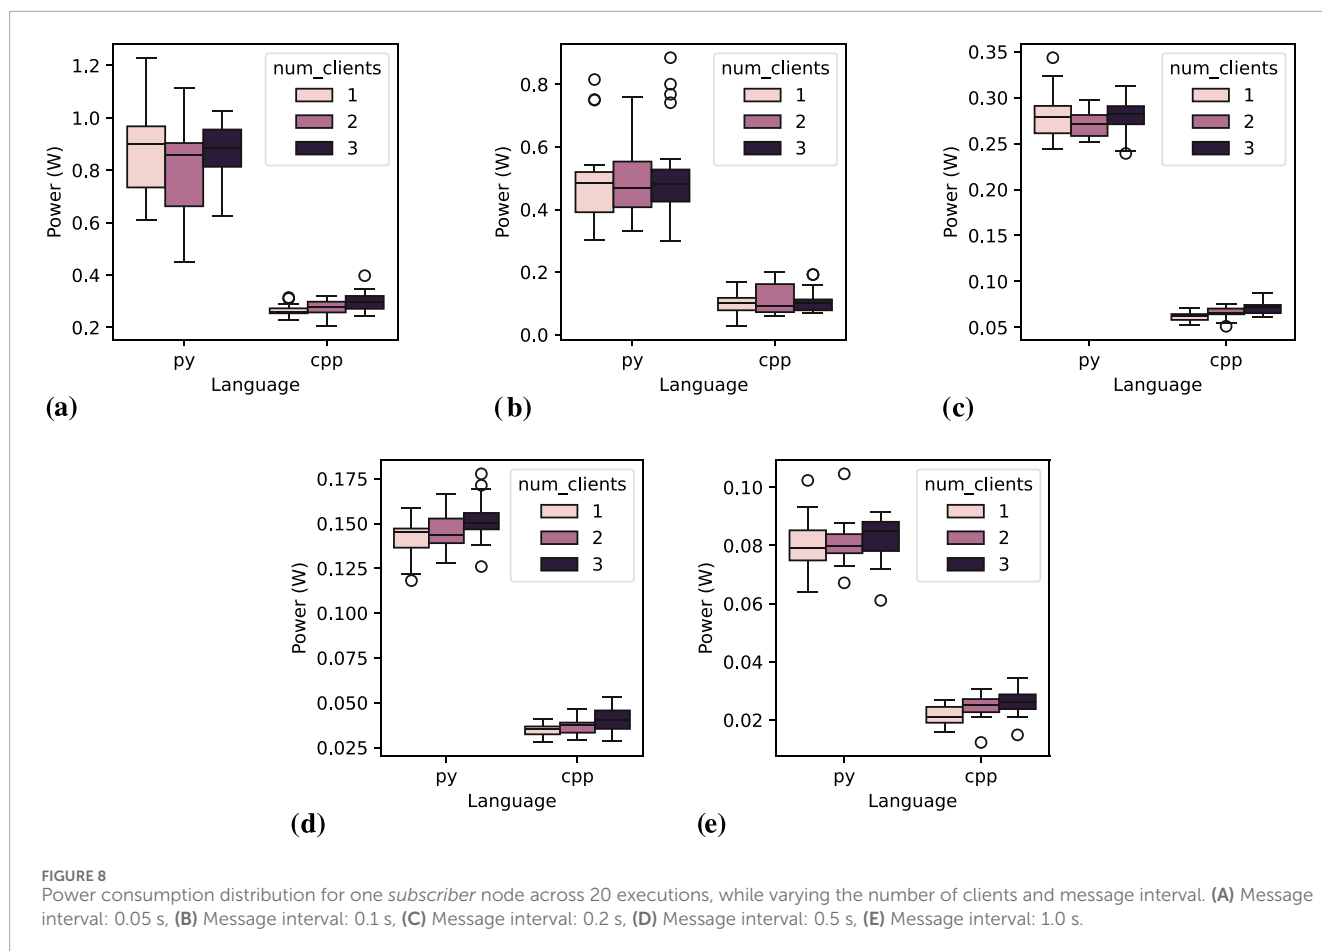 1.2
1.0
0.8
0.6
0.4
0.2
Power (W)
num_clients
1
2
3
py
cpp
Language
(a)
0.8
0.6
0.4
0.2
0.0
Power (W)
num_clients
1
2
3
py
cpp
Language
(b)
0.35
0.30
0.25
0.20
0.15
0.10
0.05
Power (W)
num_clients
1
2
3
py
cpp
Language
(c)
0.175
0.150
0.125
0.100
0.075
0.050
0.025
Power (W)
num_clients
1
2
3
py
cpp
Language
(d)
0.10
0.08
0.06
0.04
0.02
Power (W)
num_clients
1
2
3
py
cpp
Language
(e)
FIGURE 8
Power consumption distribution for one subscriber node across 20 executions, while varying the number of clients and message interval. (A) Message
interval: 0.05 s, (B) Message interval: 0.1 s, (C) Message interval: 0.2 s, (D) Message interval: 0.5 s, (E) Message interval: 1.0 s.